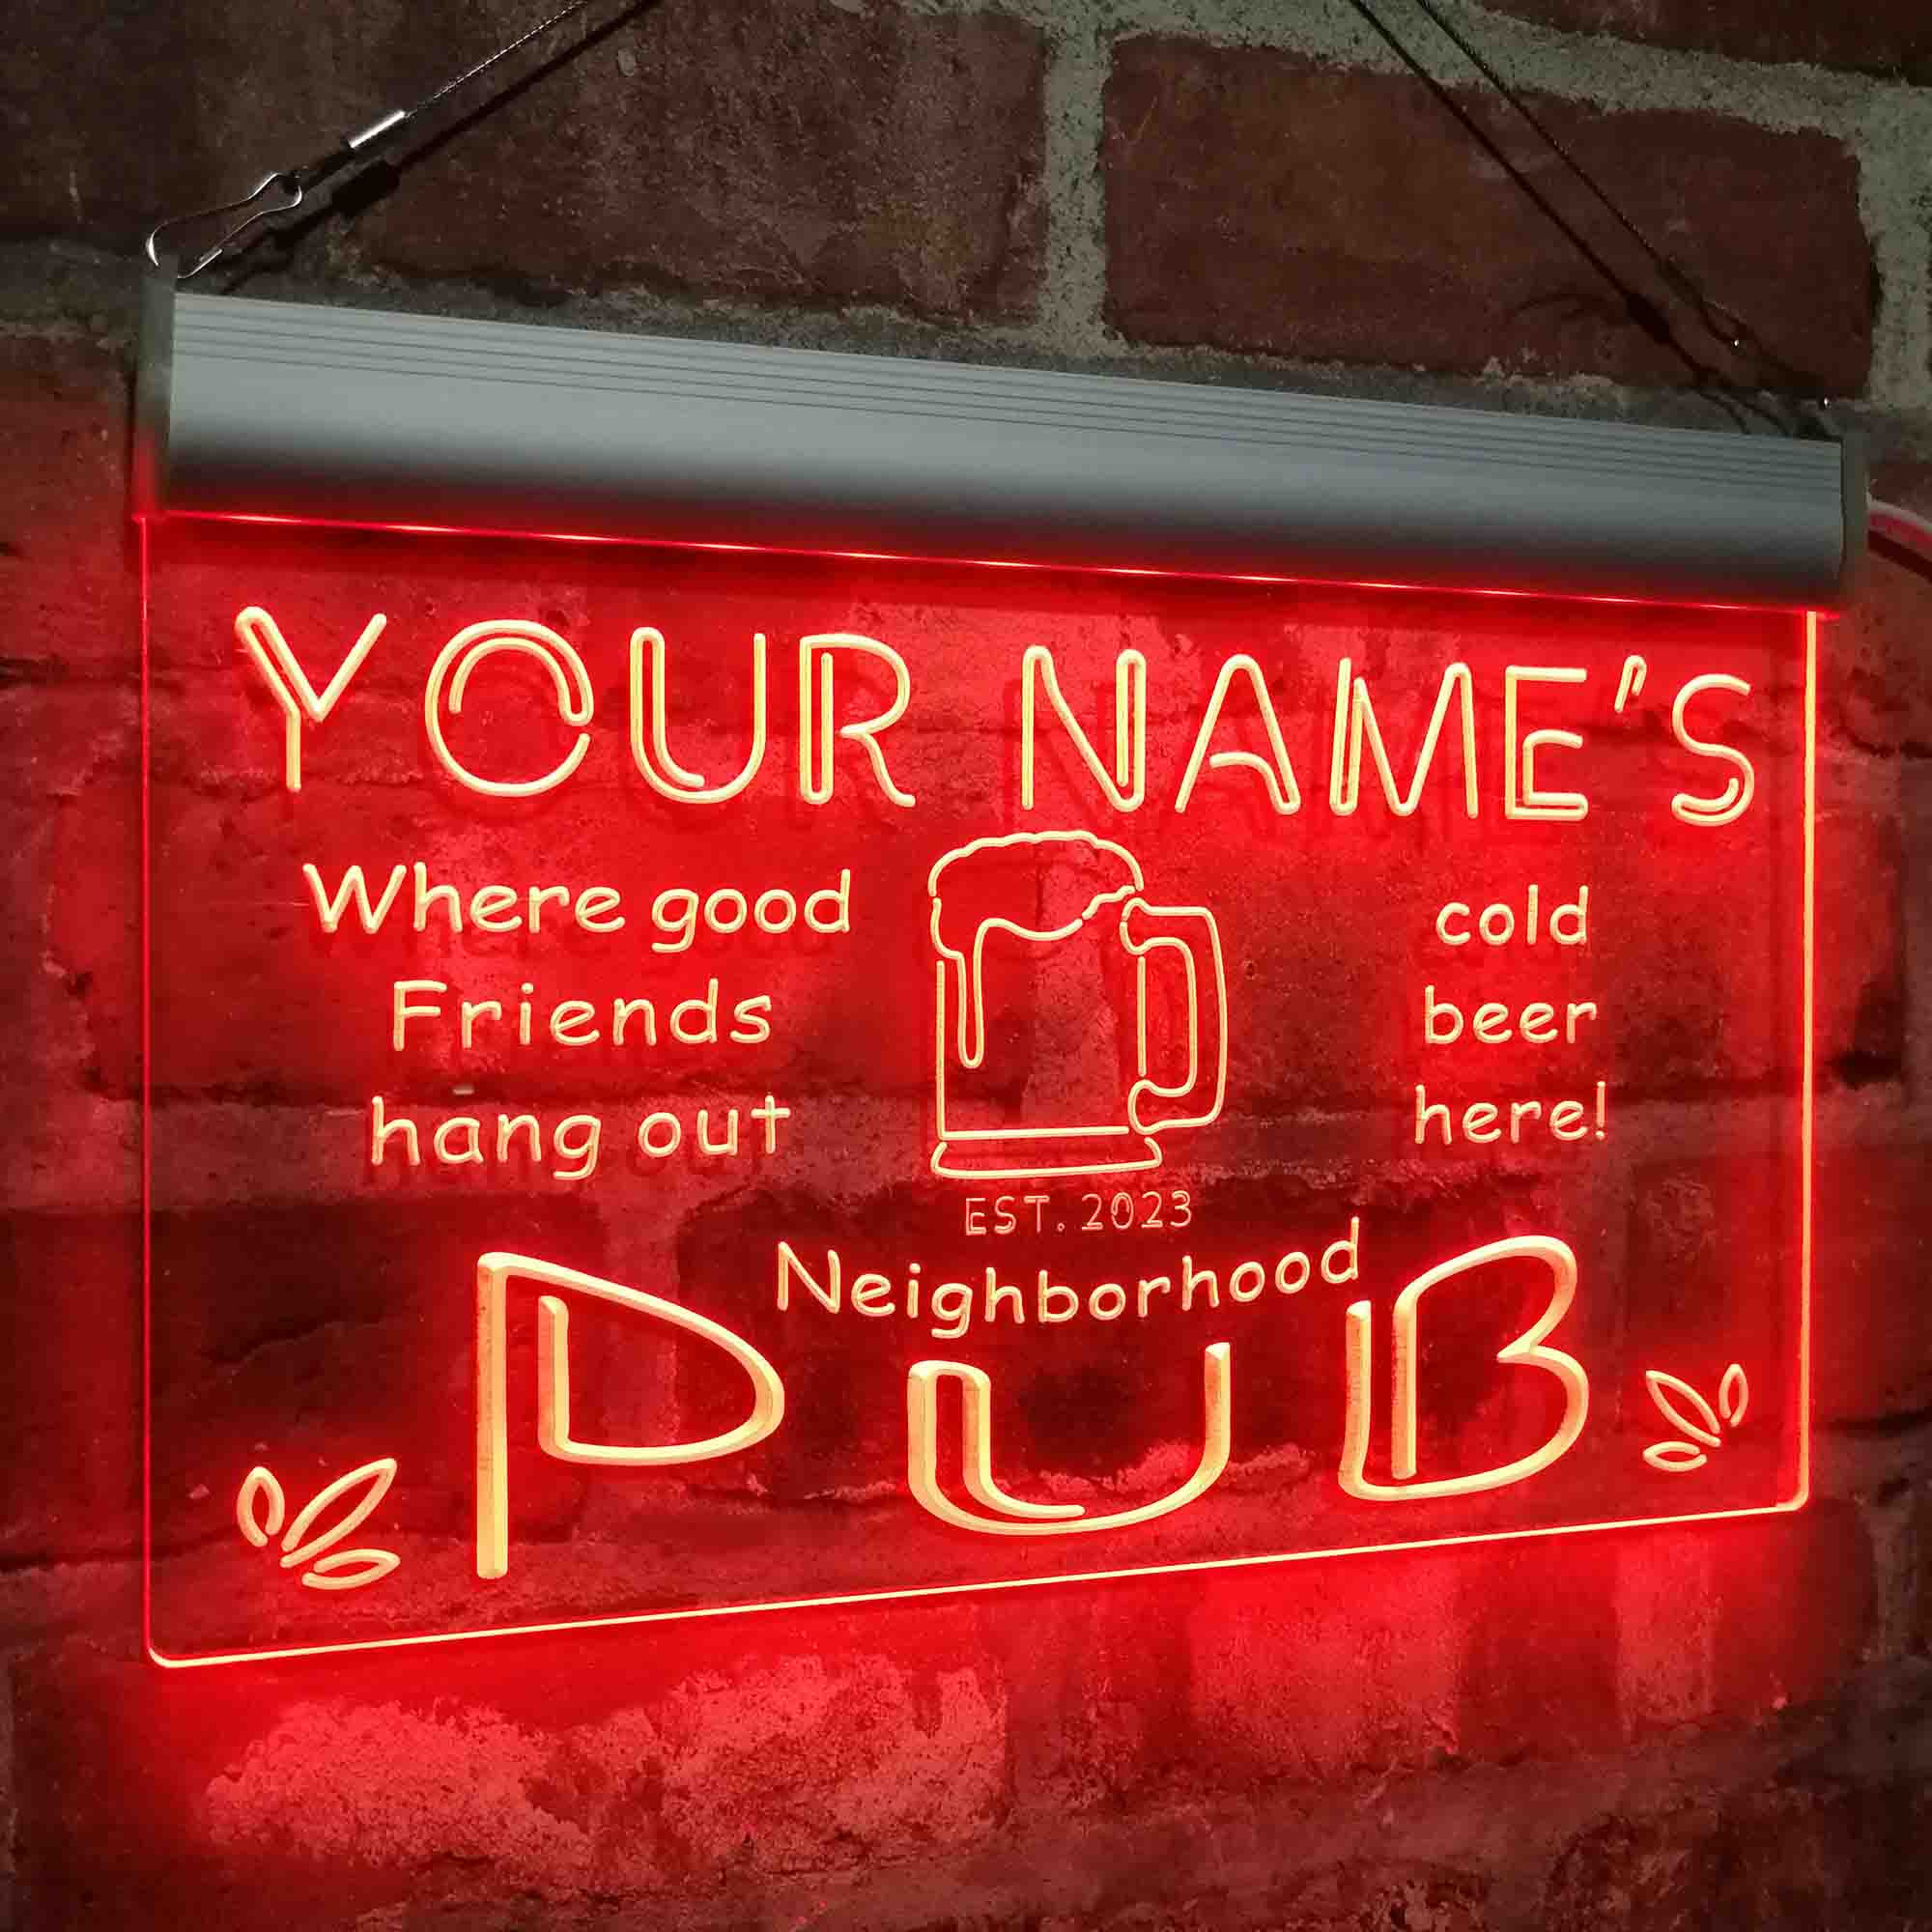 YOUR NAME'S
Where good
Friends
hang out
cold
beer
here!
EST. 2023
Neighborhood
PUB